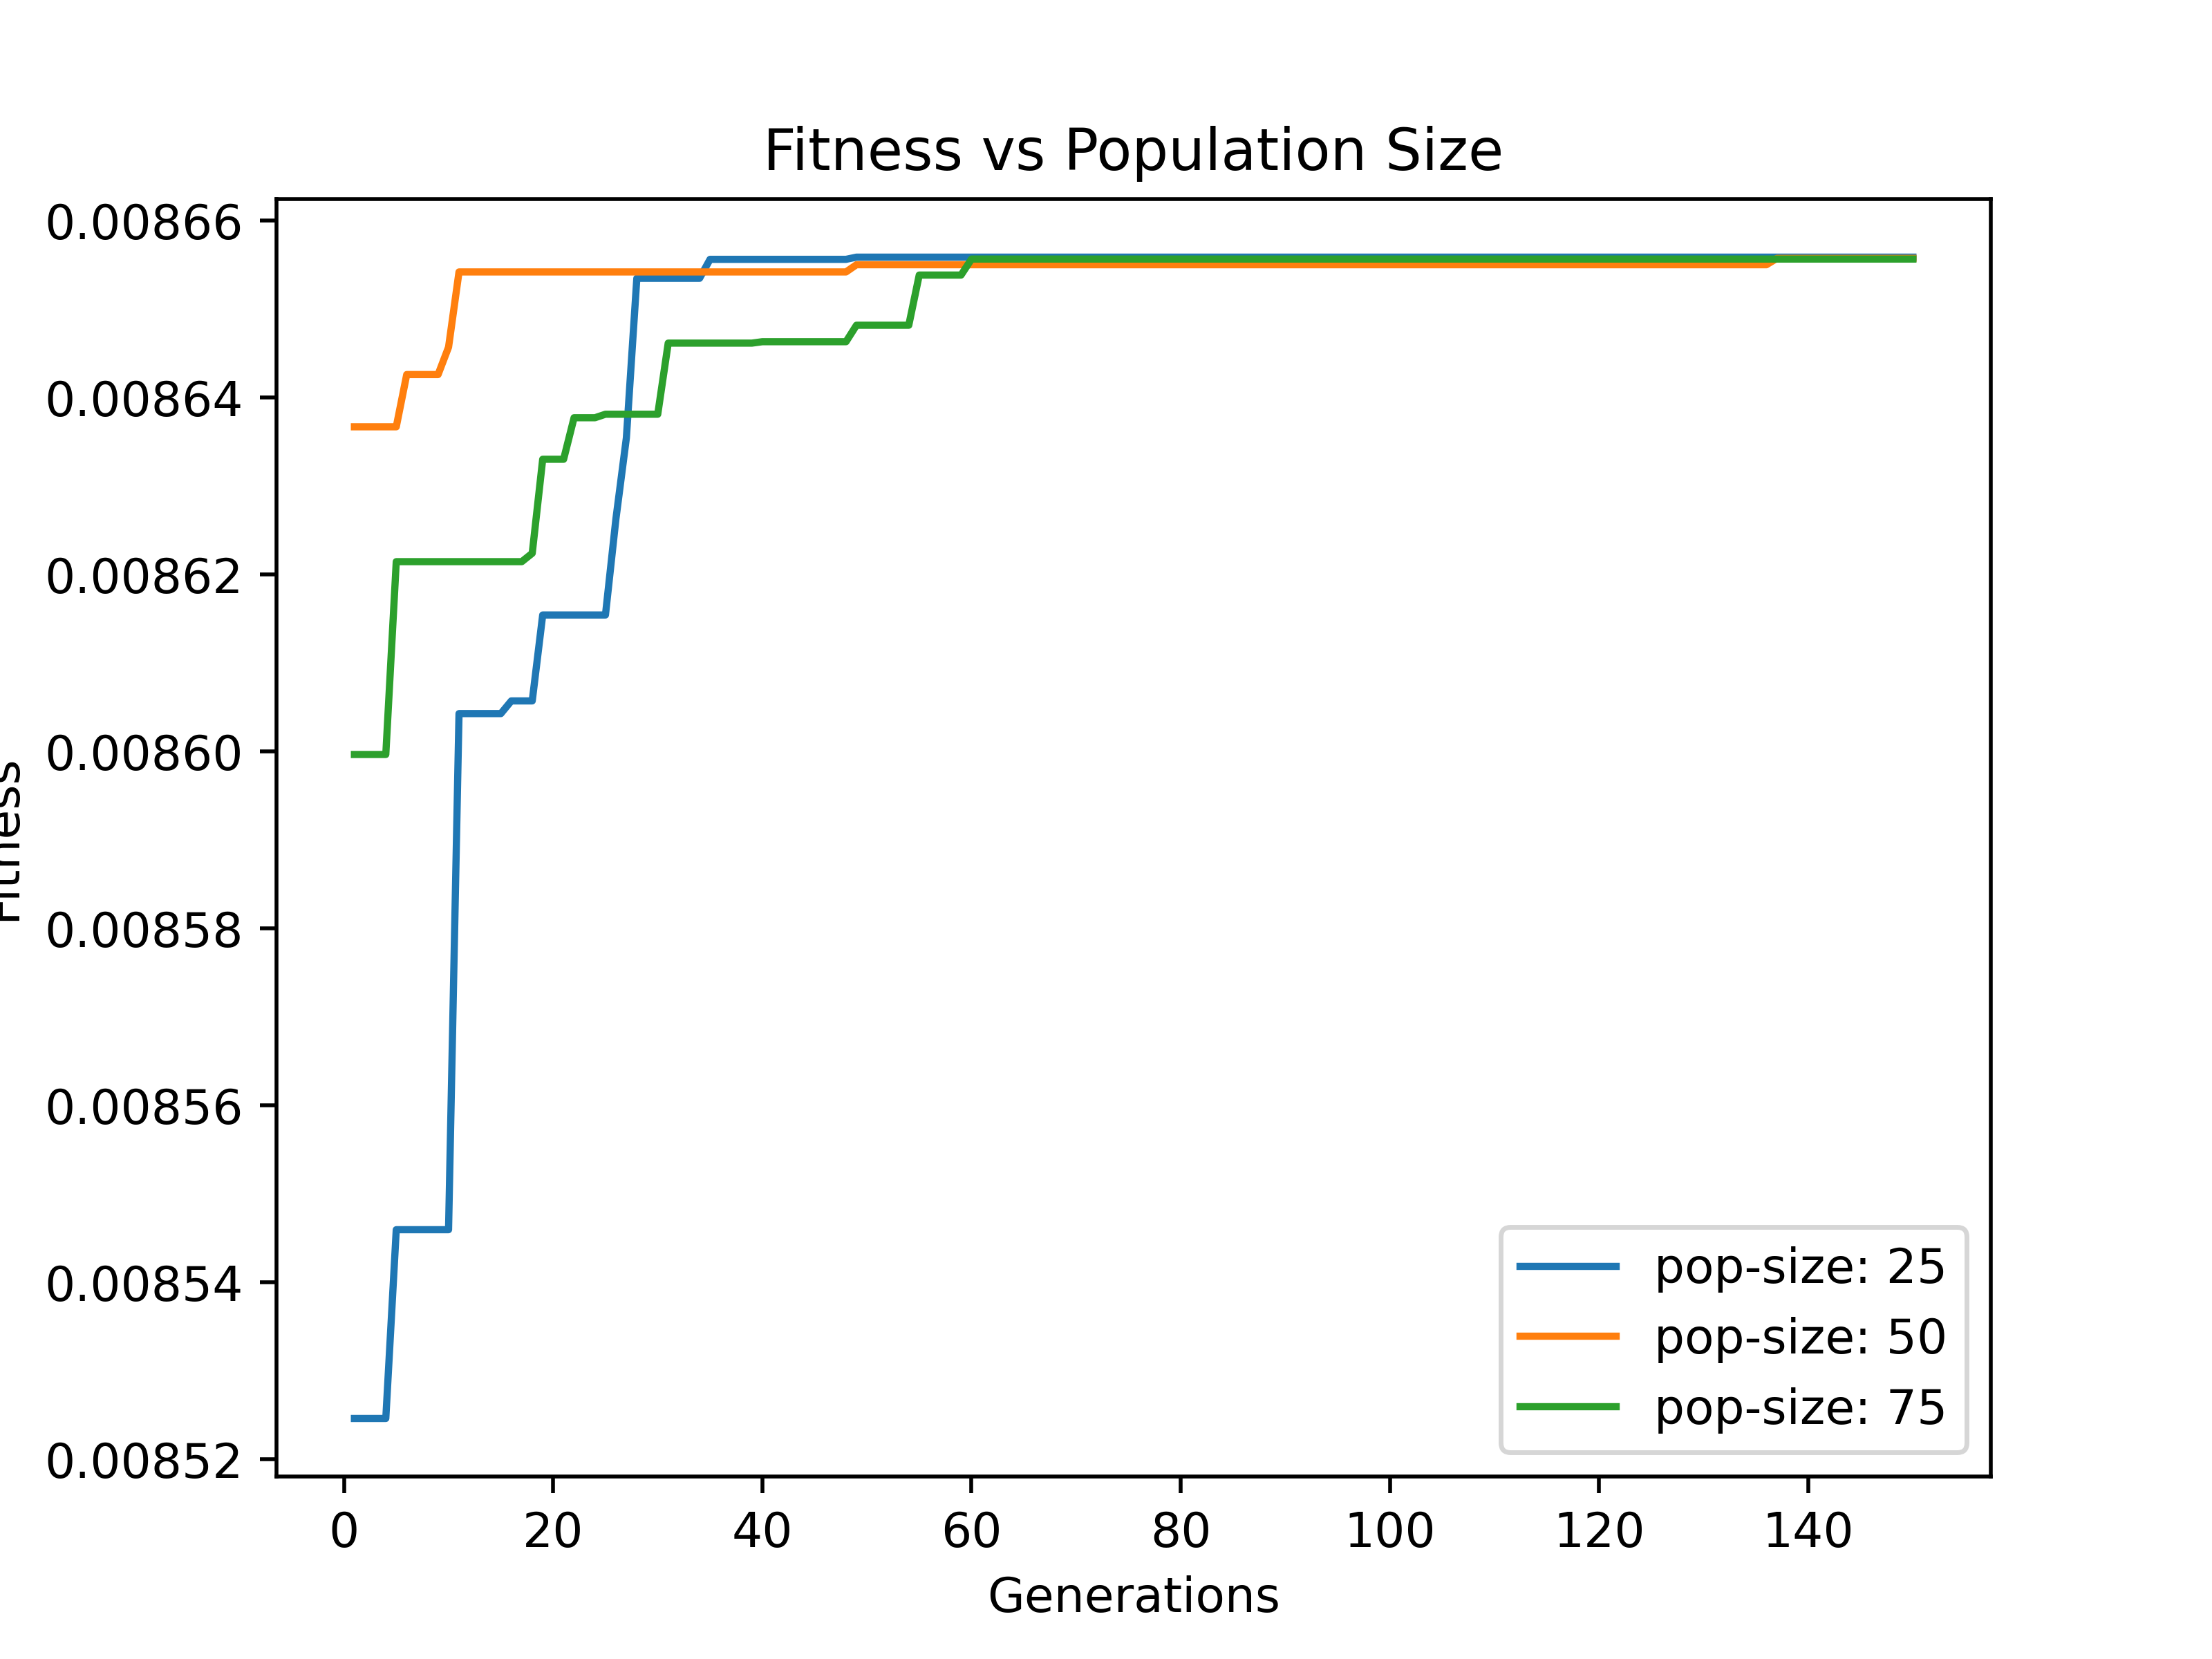 Fitness vs Population Size
0.00866
0.00864
0.00862
0.00860
0.00858
0.00856
0.00854
0.00852
Fitness
pop-size: 25
pop-size: 50
pop-size: 75
0 20 40 60 80 100 120 140
Generations